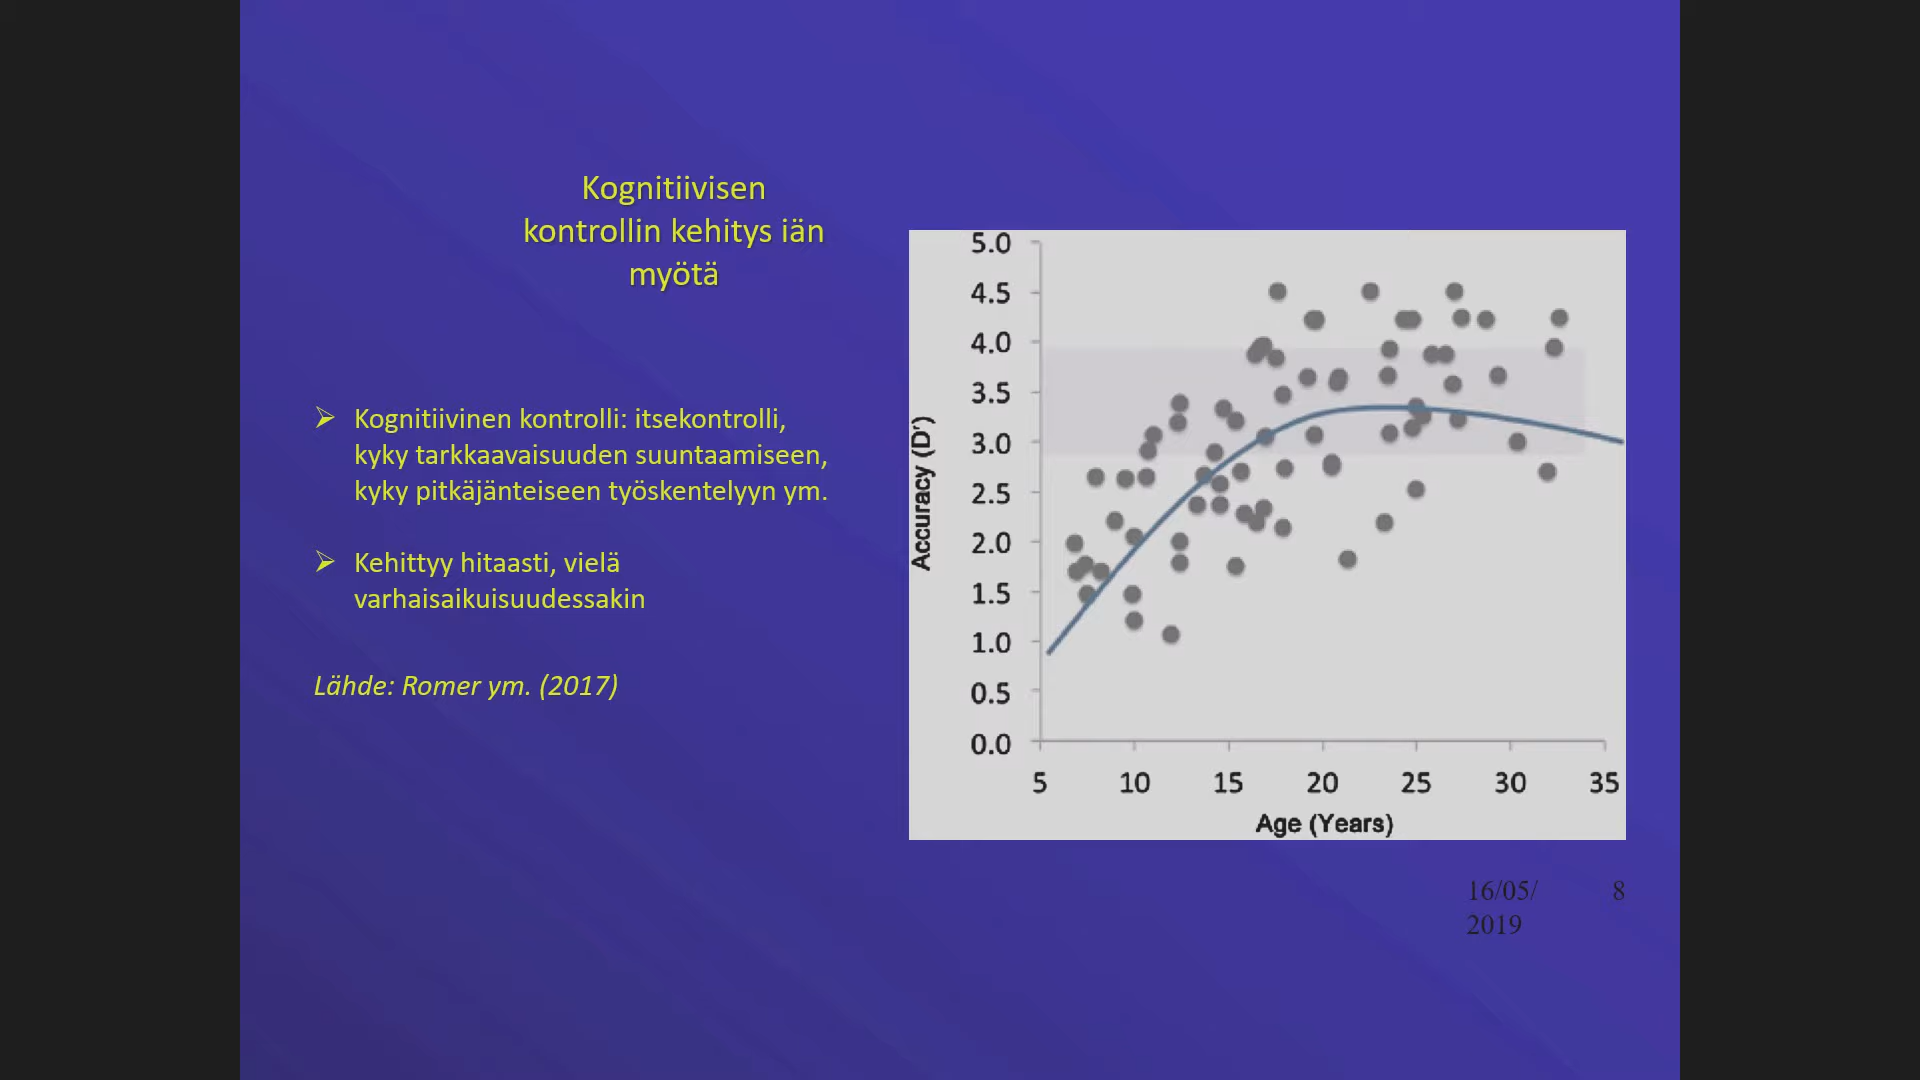 Kognitiivisen
kontrollin kehitys iän
myötä
Kognitiivinen kontrolli: itsekontrolli,
kyky tarkkaavaisuuden suuntaamiseen,
kyky pitkäjänteiseen työskentelyyn ym.
Kehittyy hitaasti, vielä
varhaisaikuisuudessakin
Lähde: Romer ym. (2017)
5.0
4.5
4.0
3.5
3.0
2.5
2.0
1.5
1.0
0.5
0.0
Accuracy (D')
5 10 15 20 25 30 35
Age (Years)
16/05/ 8
2019